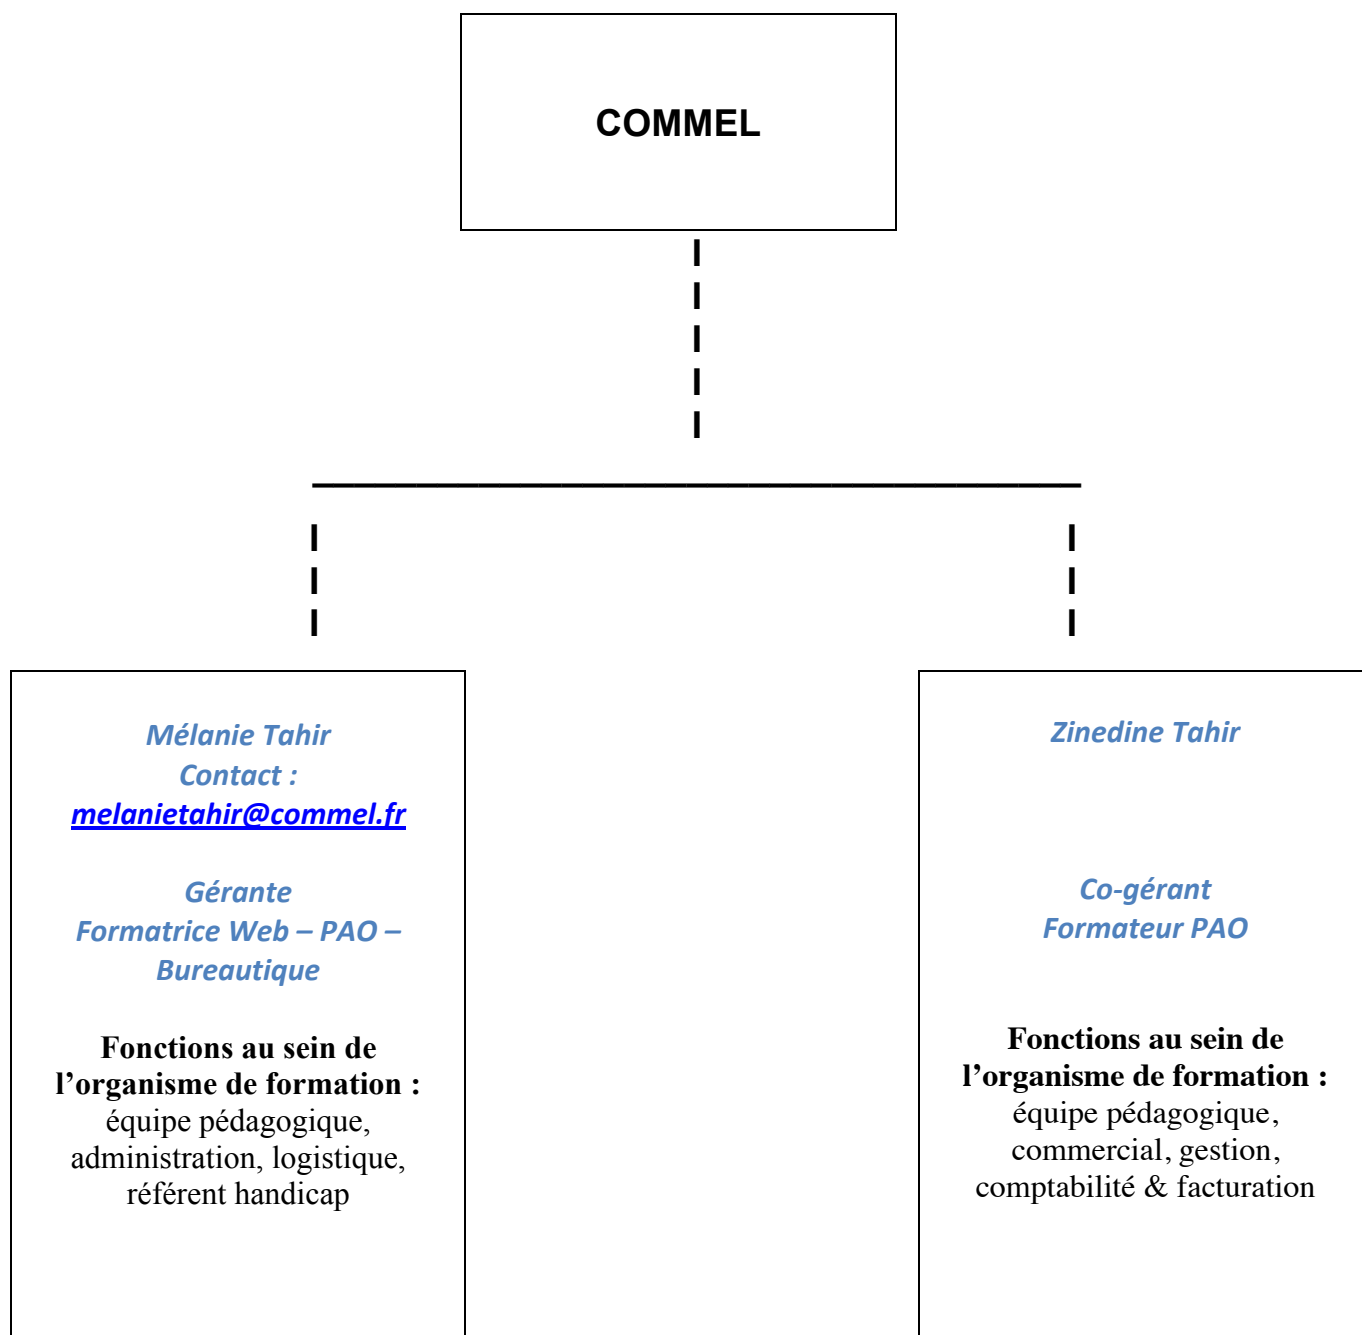 COMMEL
Mélanie Tahir
Contact :
melanietahir@commel.fr
Gérante
Formatrice Web – PAO –
Bureautique
Fonctions au sein de
l’organisme de formation :
équipe pédagogique,
administration, logistique,
référent handicap
Zinedine Tahir
Co-gérant
Formateur PAO
Fonctions au sein de
l’organisme de formation :
équipe pédagogique,
commercial, gestion,
comptabilité & facturation